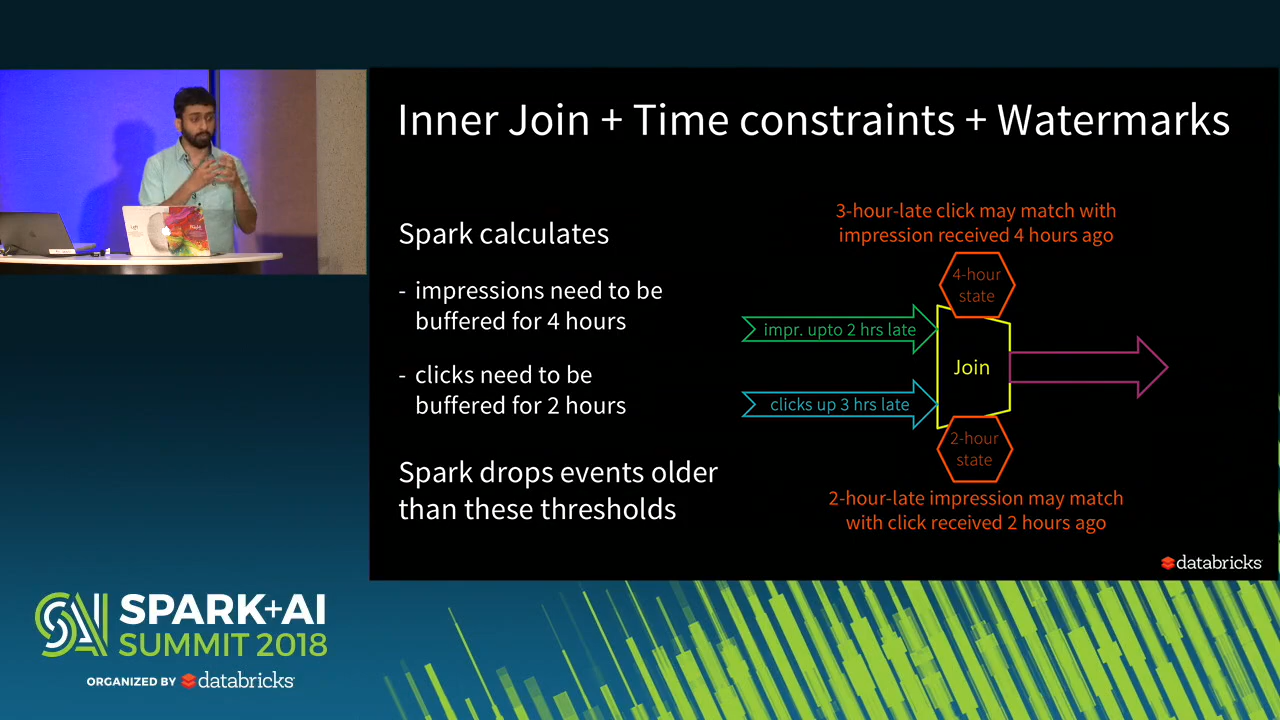 Inner Join + Time constraints + Watermarks
Spark calculates
- impressions need to be
buffered for 4 hours
- clicks need to be
buffered for 2 hours
Spark drops events older
than these thresholds
3-hour-late click may match with
impression received 4 hours ago
4-hour
state
impr. upto 2 hrs late
Join
clicks up 3 hrs late
2-hour
state
2-hour-late impression may match
with click received 2 hours ago
databricks
SAI SPARK+AI
SUMMIT 2018
ORGANIZED BY databricks